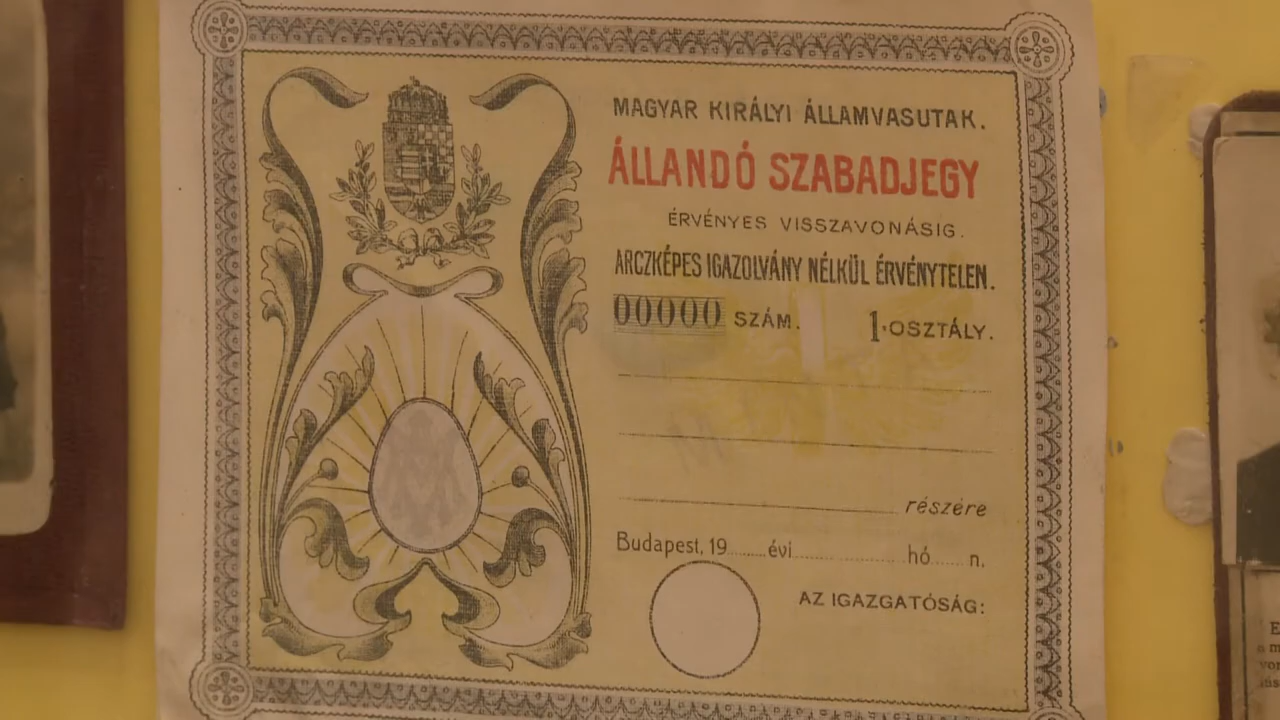 MAGYAR KIRÁLYI ÁLLAMVASUTAK.
ÁLLANDÓ SZABADJEGY
ÉRVÉNYES VISSZAVONÁSIG.
ARCZKÉPES IGAZOLVÁNY NÉLKÜL ÉRVÉNYTELEN.
00000 SZÁM. 1. OSZTÁLY.
részére
Budapest, 19........évi....................hó......n.
AZ IGAZGATÓSÁG: